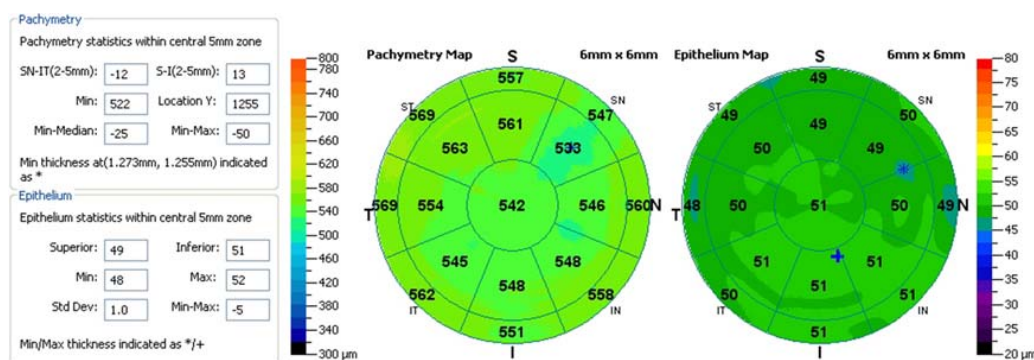 Pachymetry
Pachymetry statistics within central 5mm zone
SN-IT(2-5mm): -12 S-I(2-5mm): 13
Min: 522 Location Y: 1255
Min-Median: -25 Min-Max: -50
Min thickness at(1.273mm, 1.255mm) indicated
as *
Epithelium
Epithelium statistics within central 5mm zone
Superior: 49 Inferior: 51
Min: 48 Max: 52
Std Dev: 1.0 Min-Max: -5
Min/Max thickness indicated as */+
800
780
740
700
660
620
580
540
500
460
420
380
340
300 µm
Pachymetry Map S 6mm x 6mm
557
ST 569 547 SN
561
563 533
T 569 554 542 546 560 N
545 548
548
IT 562 558 IN
551
I
Epithelium Map S 6mm x 6mm
49
ST 49 50 SN
49
50 49
*
T 48 50 51 50 49 N
+
51 51
51
IT 50 51 IN
51
I
80
75
70
65
60
55
50
45
40
35
30
25
20 µm